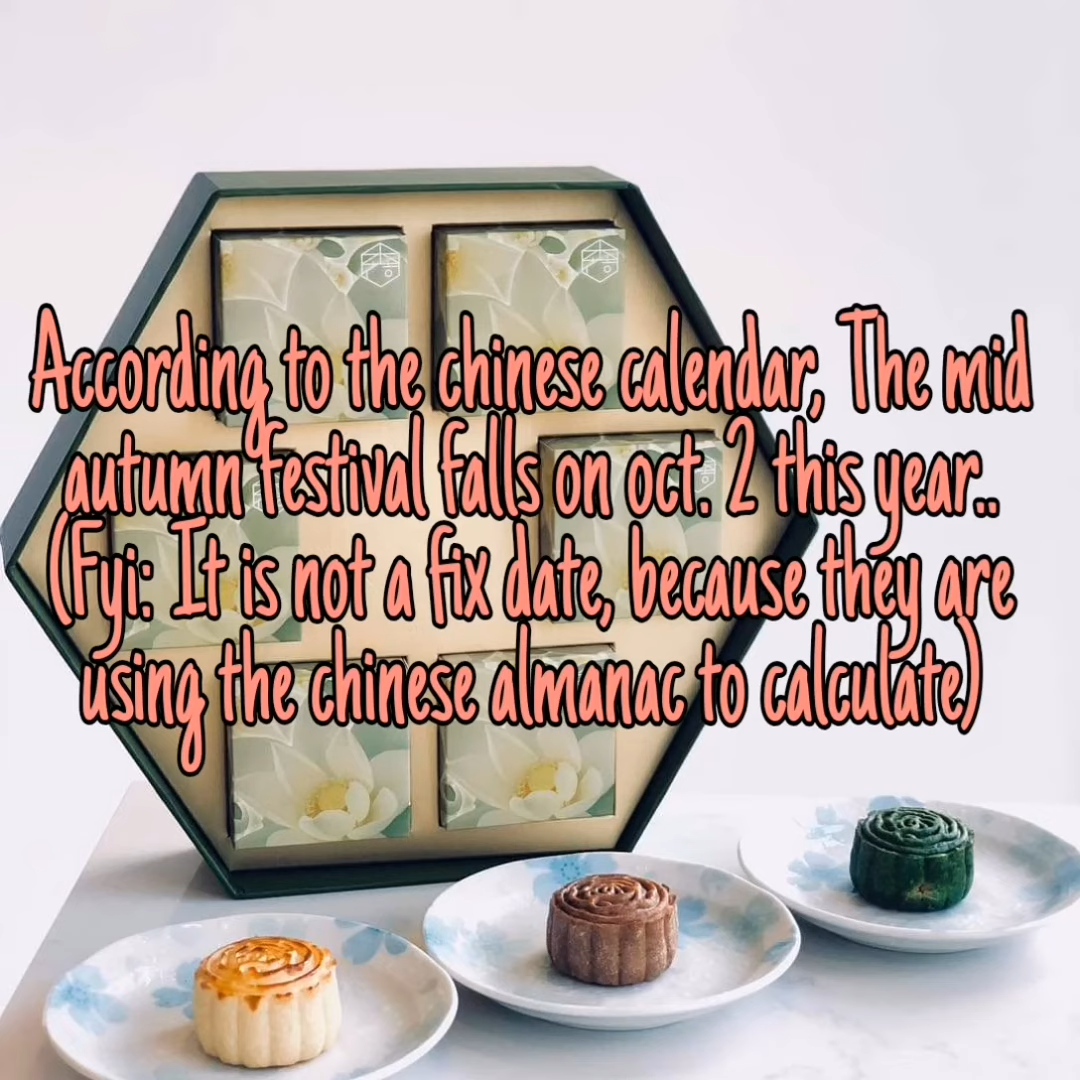 According to the chinese calendar, The mid
autumn festival falls on oct. 2 this year..
(Fyi: It is not a fix date, because they are
using the chinese almanac to calculate)